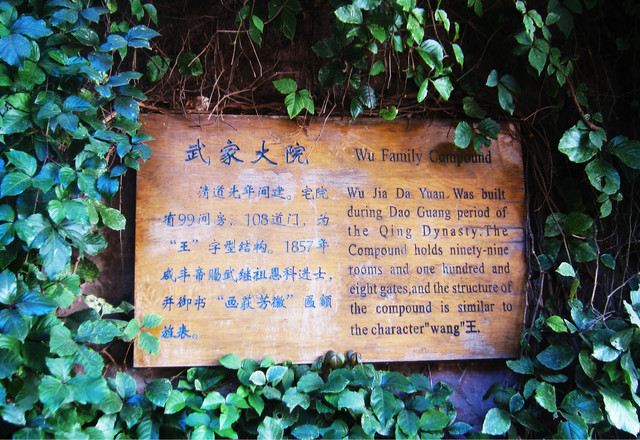 武家大院
清道光年间建。宅院
有99间房，108道门，为
“王”字型结构。1857年
咸丰帝赐武继祖恩科进士，
并御书“画荻芳徽”匾额
旌表。
Wu Family Compound
Wu Jia Da Yuan. Was built
during Dao Guang period of
the Qing Dynasty.The
Compound holds ninety-nine
rooms and one hundred and
eight gates,and the structure of
the compound is similar to
the character"wang"王.